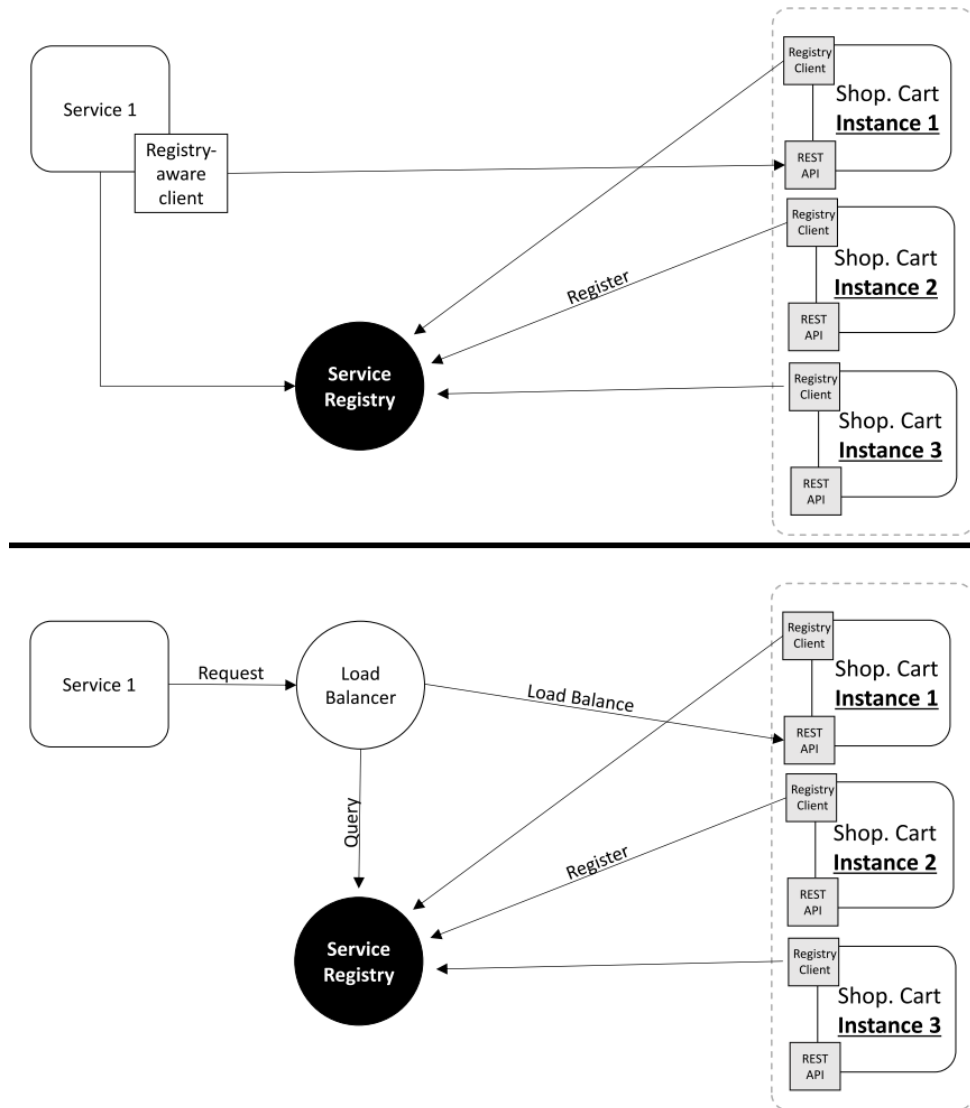 Service 1
Registry-
aware
client
Registry
Client
Shop. Cart
Instance 1
REST
API
Registry
Client
Shop. Cart
Instance 2
REST
API
Register
Service
Registry
Registry
Client
Shop. Cart
Instance 3
REST
API
Service 1
Request
Load
Balancer
Load Balance
Query
Registry
Client
Shop. Cart
Instance 1
REST
API
Registry
Client
Shop. Cart
Instance 2
REST
API
Register
Service
Registry
Registry
Client
Shop. Cart
Instance 3
REST
API